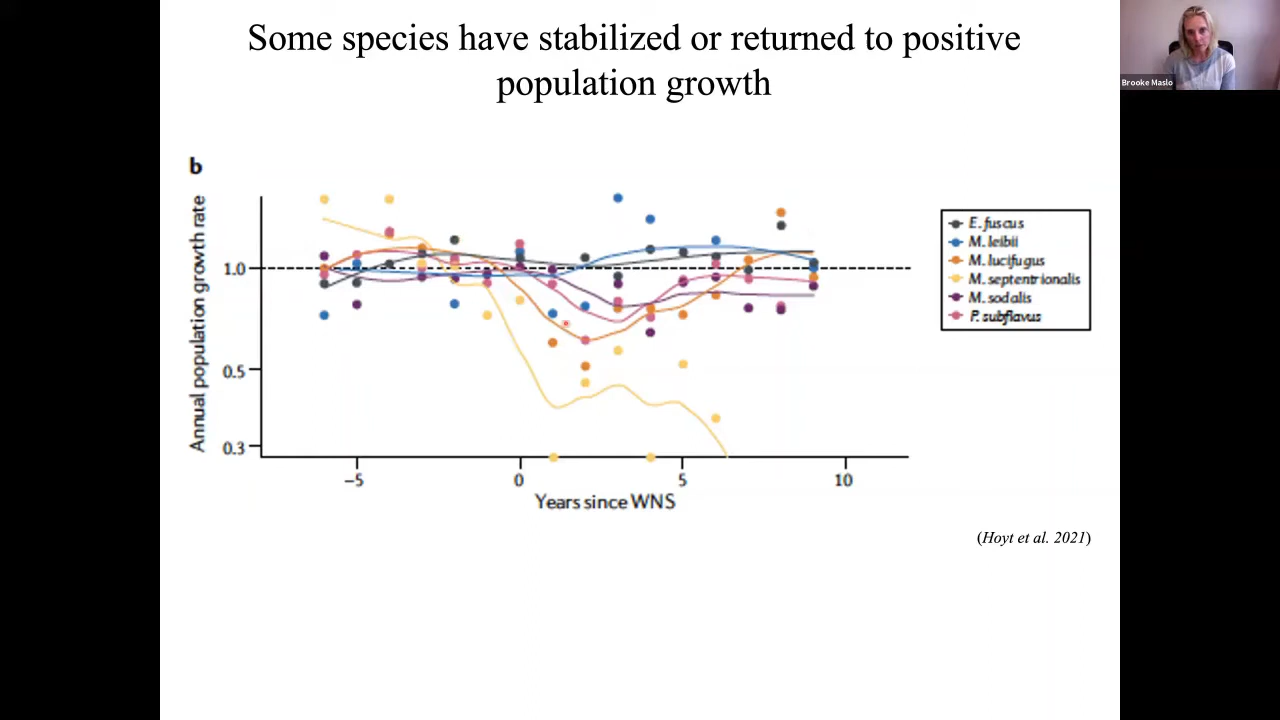 Some species have stabilized or returned to positive
population growth
Brooke Maslo
b
Annual population growth rate
1.0
0.5
0.3
-5
0
5
10
Years since WNS
E. fuscus
M. leibii
M. lucifugus
M. septentrionalis
M. sodalis
P. subflavus
(Hoyt et al. 2021)